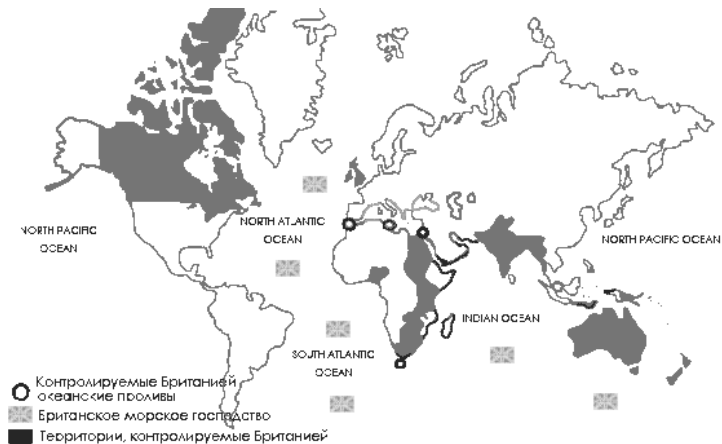 NORTH PACIFIC
OCEAN
NORTH ATLANTIC
OCEAN
NORTH PACIFIC OCEAN
INDIAN OCEAN
SOUTH ATLANTIC
OCEAN
Контролируемые Британией
океанские проливы
Британское морское господство
Территории, контролируемые Британией